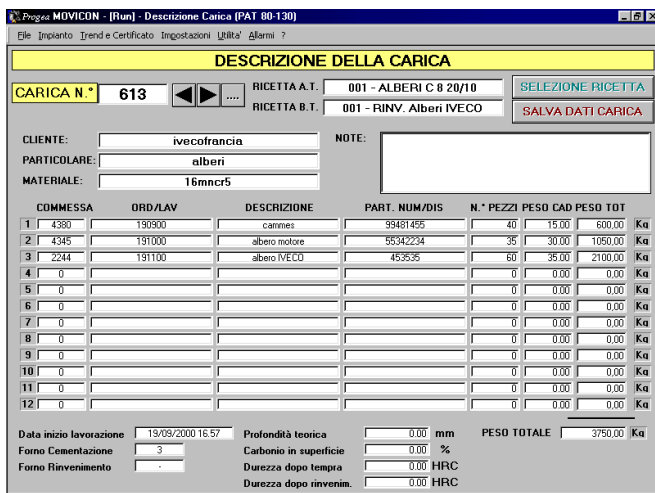 Progea MOVICON - [Run] - Descrizione Carica (PAT 80-130)
File Impianto Trend e Certificato Impostazioni Utilita' Allarmi ?
DESCRIZIONE DELLA CARICA
CARICA N.° 613 .... RICETTA A.T. 001 - ALBERI C 8 20/10 SELEZIONE RICETTA
RICETTA B.T. 001 - RINV. Alberi IVECO SALVA DATI CARICA
CLIENTE: ivecofrancia NOTE:
PARTICOLARE: alberi
MATERIALE: 16mncr5
COMMESSA ORD/LAV DESCRIZIONE PART. NUM/DIS N.° PEZZI PESO CAD PESO TOT
1 4380 190900 cammes 99481455 40 15.00 600,00 Kg
2 4345 191000 albero motore 55342234 35 30.00 1050,00 Kg
3 2244 191100 albero IVECO 453535 60 35.00 2100,00 Kg
4 0 0 0.00 0,00 Kg
5 0 0 0.00 0,00 Kg
6 0 0 0.00 0,00 Kg
7 0 0 0.00 0,00 Kg
8 0 0 0.00 0,00 Kg
9 0 0 0.00 0,00 Kg
10 0 0 0.00 0,00 Kg
11 0 0 0.00 0,00 Kg
12 0 0 0.00 0,00 Kg
Data inizio lavorazione 19/09/2000 16.57 Profondità teorica 0.00 mm PESO TOTALE 3750,00 Kg
Forno Cementazione 3 Carbonio in superficie 0.00 %
Forno Rinvenimento - Durezza dopo tempra 0.00 HRC
Durezza dopo rinvenim. 0.00 HRC